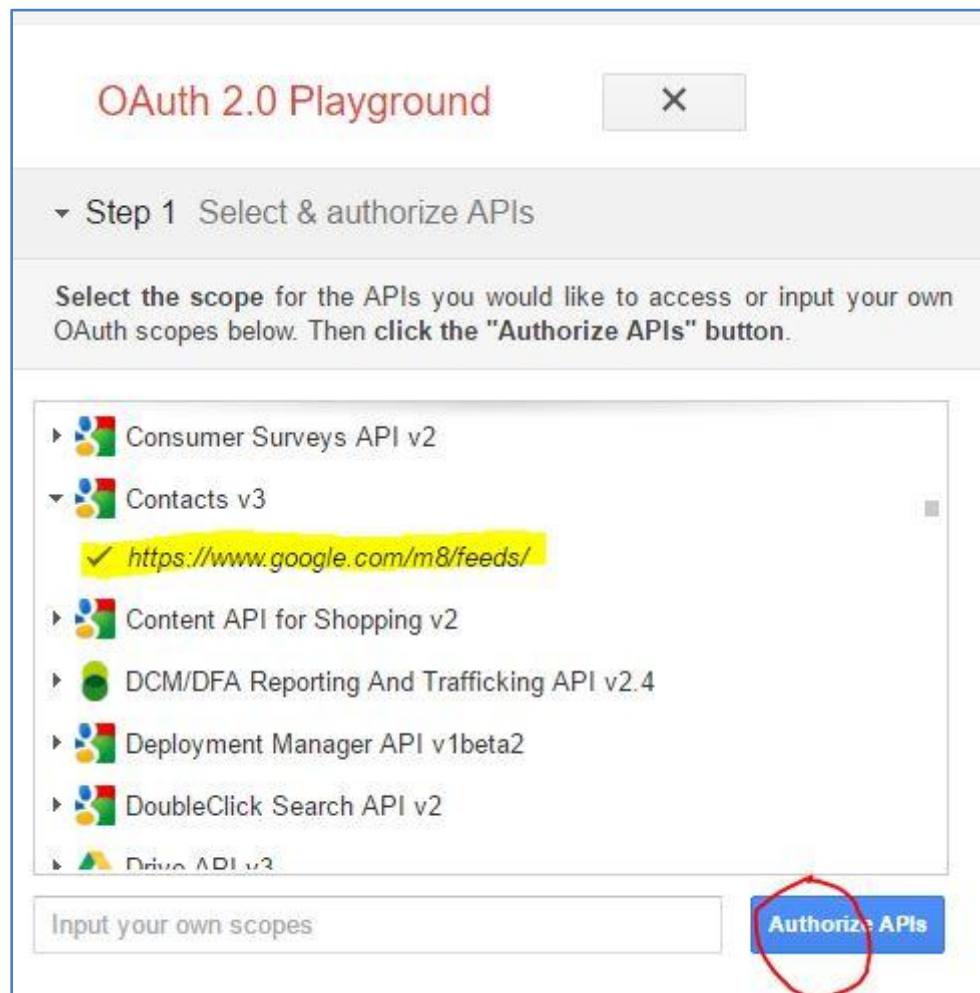 OAuth 2.0 Playground
Step 1 Select & authorize APIs
Select the scope for the APIs you would like to access or input your own
OAuth scopes below. Then click the "Authorize APIs" button.
Consumer Surveys API v2
Contacts v3
https://www.google.com/m8/feeds/
Content API for Shopping v2
DCM/DFA Reporting And Trafficking API v2.4
Deployment Manager API v1beta2
DoubleClick Search API v2
Drive API v3
Input your own scopes
Authorize APIs